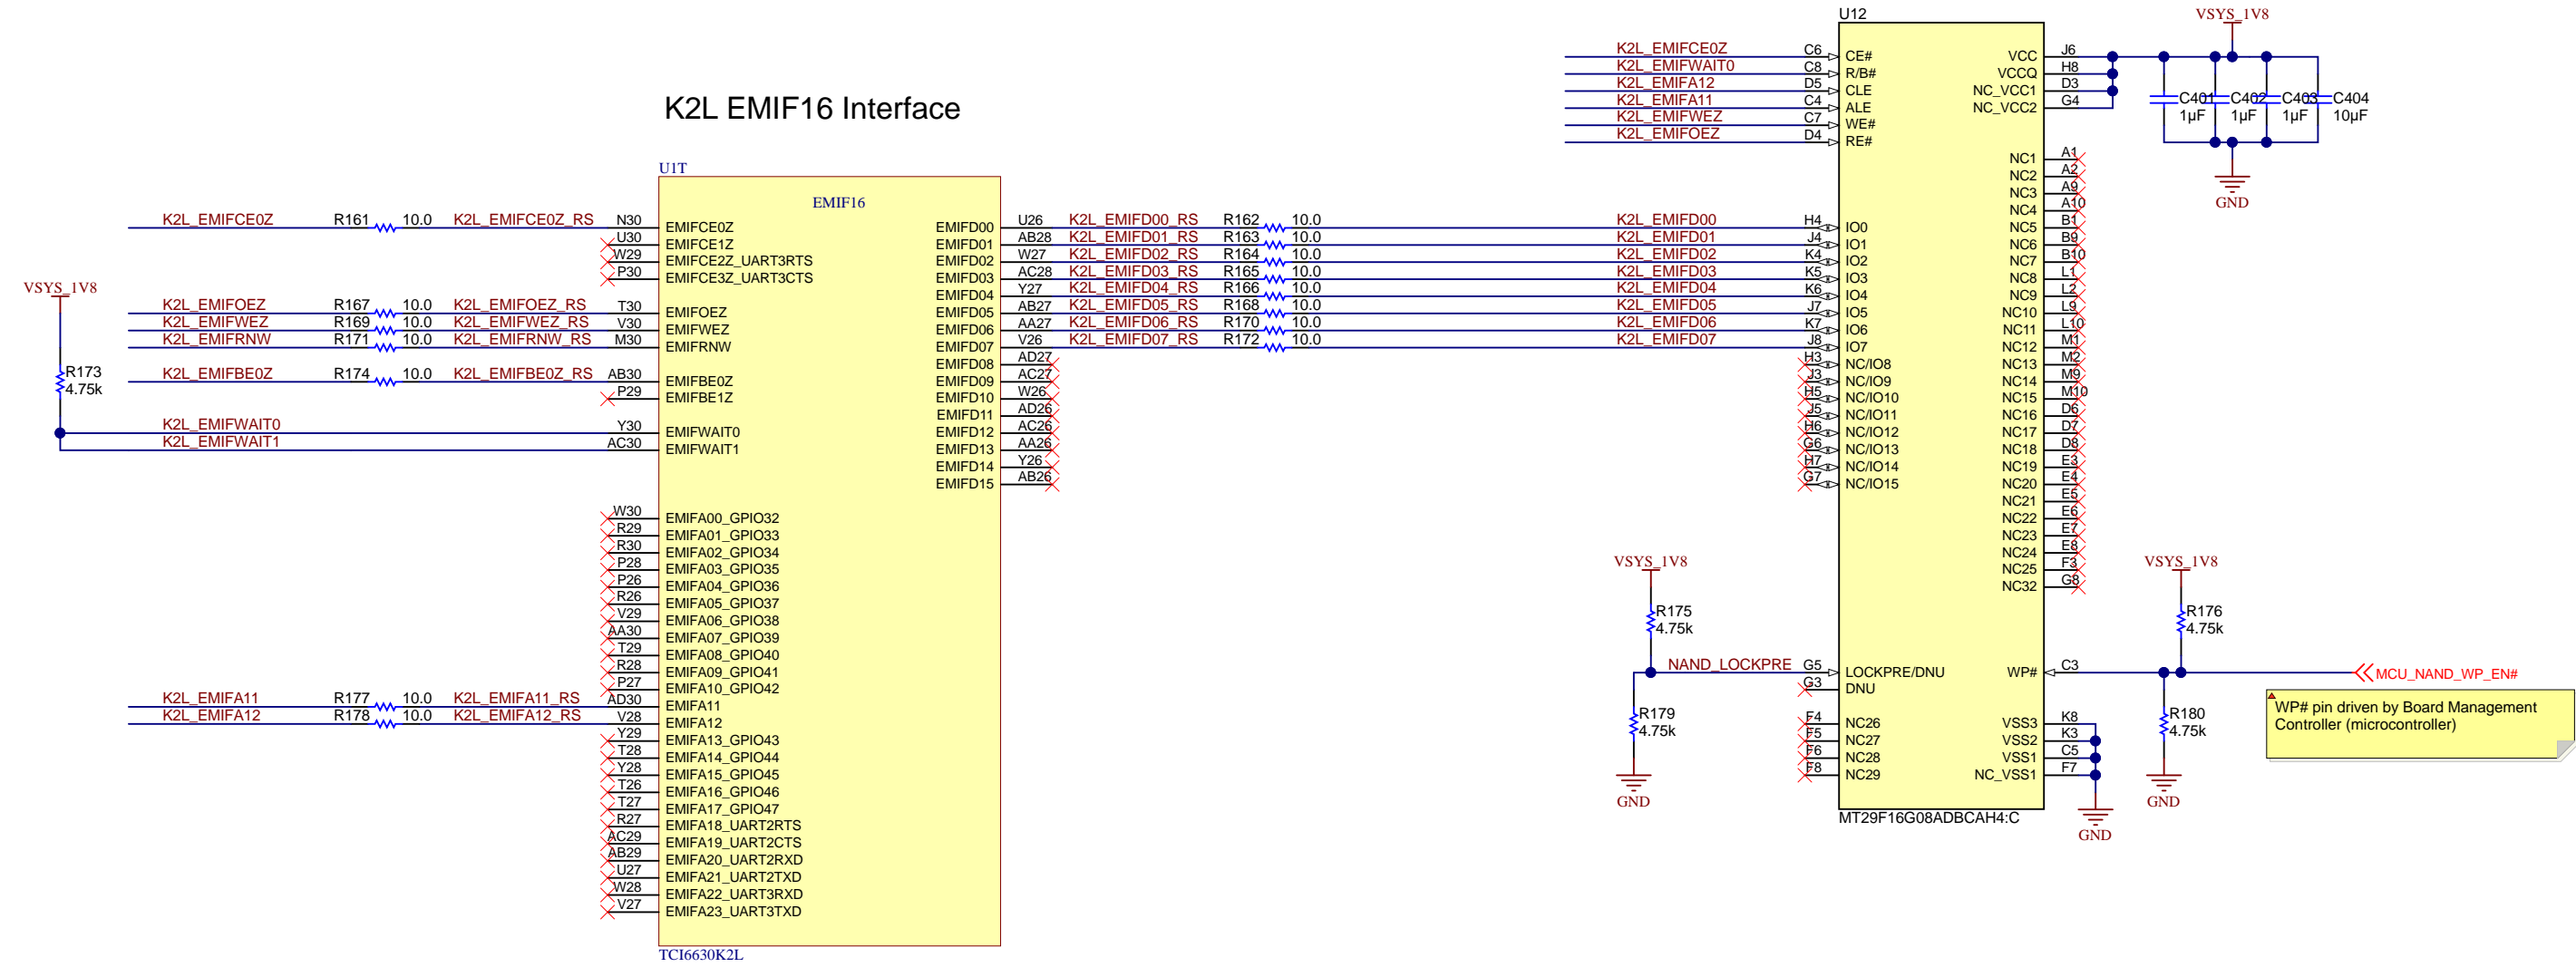 K2L EMIF16 Interface
U1T
EMIF16
K2L_EMIFCE0Z R161 10.0 K2L_EMIFCE0Z_RS N30 EMIFCE0Z
U30 EMIFCE1Z
W29 EMIFCE2Z_UART3RTS
P30 EMIFCE3Z_UART3CTS
VSYS_1V8
K2L_EMIFOEZ R167 10.0 K2L_EMIFOEZ_RS T30 EMIFOEZ
K2L_EMIFWEZ R169 10.0 K2L_EMIFWEZ_RS V30 EMIFWEZ
K2L_EMIFRNW R171 10.0 K2L_EMIFRNW_RS M30 EMIFRNW
R173
4.75k
K2L_EMIFBE0Z R174 10.0 K2L_EMIFBE0Z_RS AB30 EMIFBE0Z
P29 EMIFBE1Z
K2L_EMIFWAIT0 Y30 EMIFWAIT0
K2L_EMIFWAIT1 AC30 EMIFWAIT1
W30 EMIFA00_GPIO32
R29 EMIFA01_GPIO33
R30 EMIFA02_GPIO34
P28 EMIFA03_GPIO35
P26 EMIFA04_GPIO36
R26 EMIFA05_GPIO37
V29 EMIFA06_GPIO38
AA30 EMIFA07_GPIO39
T29 EMIFA08_GPIO40
R28 EMIFA09_GPIO41
P27 EMIFA10_GPIO42
K2L_EMIFA11 R177 10.0 K2L_EMIFA11_RS AD30 EMIFA11
K2L_EMIFA12 R178 10.0 K2L_EMIFA12_RS V28 EMIFA12
Y29 EMIFA13_GPIO43
T28 EMIFA14_GPIO44
Y28 EMIFA15_GPIO45
T26 EMIFA16_GPIO46
T27 EMIFA17_GPIO47
R27 EMIFA18_UART2RTS
AC29 EMIFA19_UART2CTS
AB29 EMIFA20_UART2RXD
U27 EMIFA21_UART2TXD
W28 EMIFA22_UART3RXD
V27 EMIFA23_UART3TXD
TCI6630K2L
EMIFD00 U26 K2L_EMIFD00_RS R162 10.0 K2L_EMIFD00 H4 IO0
EMIFD01 AB28 K2L_EMIFD01_RS R163 10.0 K2L_EMIFD01 J4 IO1
EMIFD02 W27 K2L_EMIFD02_RS R164 10.0 K2L_EMIFD02 K4 IO2
EMIFD03 AC28 K2L_EMIFD03_RS R165 10.0 K2L_EMIFD03 K5 IO3
EMIFD04 Y27 K2L_EMIFD04_RS R166 10.0 K2L_EMIFD04 K6 IO4
EMIFD05 AB27 K2L_EMIFD05_RS R168 10.0 K2L_EMIFD05 J7 IO5
EMIFD06 AA27 K2L_EMIFD06_RS R170 10.0 K2L_EMIFD06 K7 IO6
EMIFD07 V26 K2L_EMIFD07_RS R172 10.0 K2L_EMIFD07 J8 IO7
EMIFD08 AD27
EMIFD09 AC27
EMIFD10 W26
EMIFD11 AD26
EMIFD12 AC26
EMIFD13 AA26
EMIFD14 Y26
EMIFD15 AB26
U12
K2L_EMIFCE0Z C6 CE#
K2L_EMIFWAIT0 C8 R/B#
K2L_EMIFA12 D5 CLE
K2L_EMIFA11 C4 ALE
K2L_EMIFWEZ C7 WE#
K2L_EMIFOEZ D4 RE#
H3 NC/IO8
J3 NC/IO9
H5 NC/IO10
J5 NC/IO11
H6 NC/IO12
G6 NC/IO13
H7 NC/IO14
G7 NC/IO15
VSYS_1V8
R175
4.75k
NAND_LOCKPRE G5 LOCKPRE/DNU
G3 DNU
R179
4.75k
GND
F4 NC26
F5 NC27
F6 NC28
F8 NC29
MT29F16G08ADBCAH4:C
VCC J6
VCCQ H8
NC_VCC1 D3
NC_VCC2 G4
VSYS_1V8
C401 C402 C403 C404
1µF 1µF 1µF 10µF
GND
NC1 A1
NC2 A2
NC3 A9
NC4 A10
NC5 B1
NC6 B9
NC7 B10
NC8 L1
NC9 L2
NC10 L9
NC11 L10
NC12 M1
NC13 M2
NC14 M9
NC15 M10
NC16 D6
NC17 D7
NC18 D8
NC19 E3
NC20 E4
NC21 E5
NC22 E6
NC23 E7
NC24 E8
NC25 F3
NC32 G8
VSYS_1V8
R176
4.75k
WP# C3 MCU_NAND_WP_EN#
WP# pin driven by Board Management
Controller (microcontroller)
R180
4.75k
GND
VSS3 K8
VSS2 K3
VSS1 C5
NC_VSS1 F7
GND